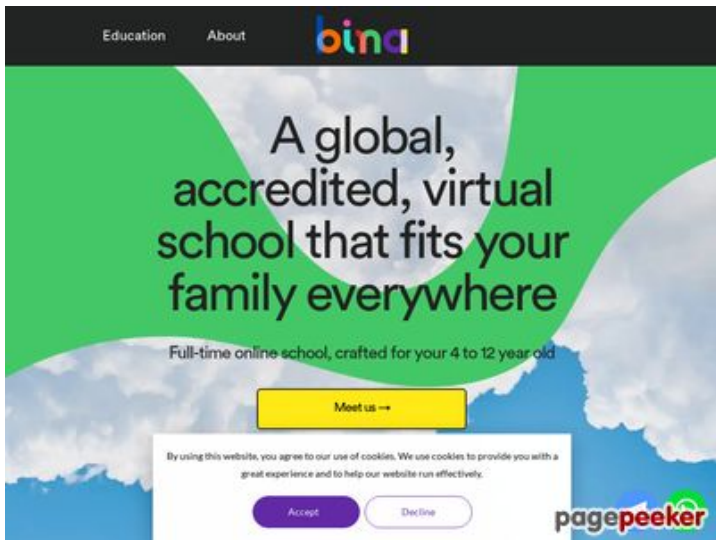 Education About bina
A global,
accredited, virtual
school that fits your
family everywhere
Full-time online school, crafted for your 4 to 12 year old
Meet us →
By using this website, you agree to our use of cookies. We use cookies to provide you with a
great experience and to help our website run effectively.
Accept Decline
pagepeeker